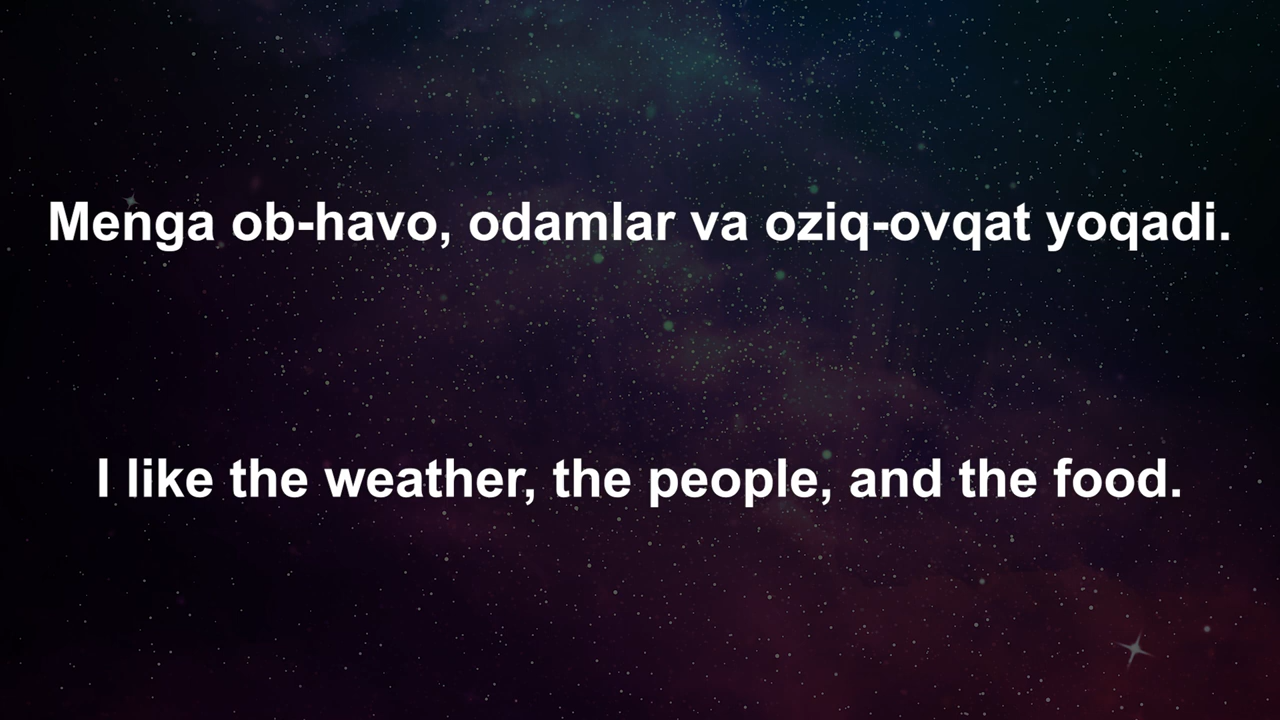 Menga ob-havo, odamlar va oziq-ovqat yoqadi.
I like the weather, the people, and the food.